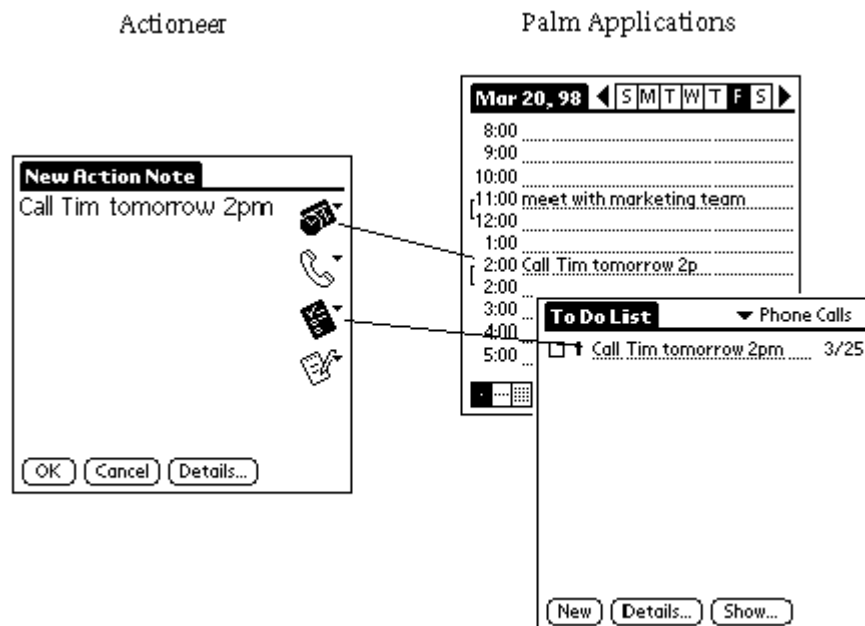 Actioneer
Palm Applications
New Action Note
Call Tim tomorrow 2pm
OK Cancel Details...
Mar 20, 98 S M T W T F S
8:00
9:00
10:00
11:00 meet with marketing team
12:00
1:00
2:00 Call Tim tomorrow 2p
2:00
3:00
4:00
5:00
To Do List Phone Calls
1 Call Tim tomorrow 2pm 3/25
New Details... Show...